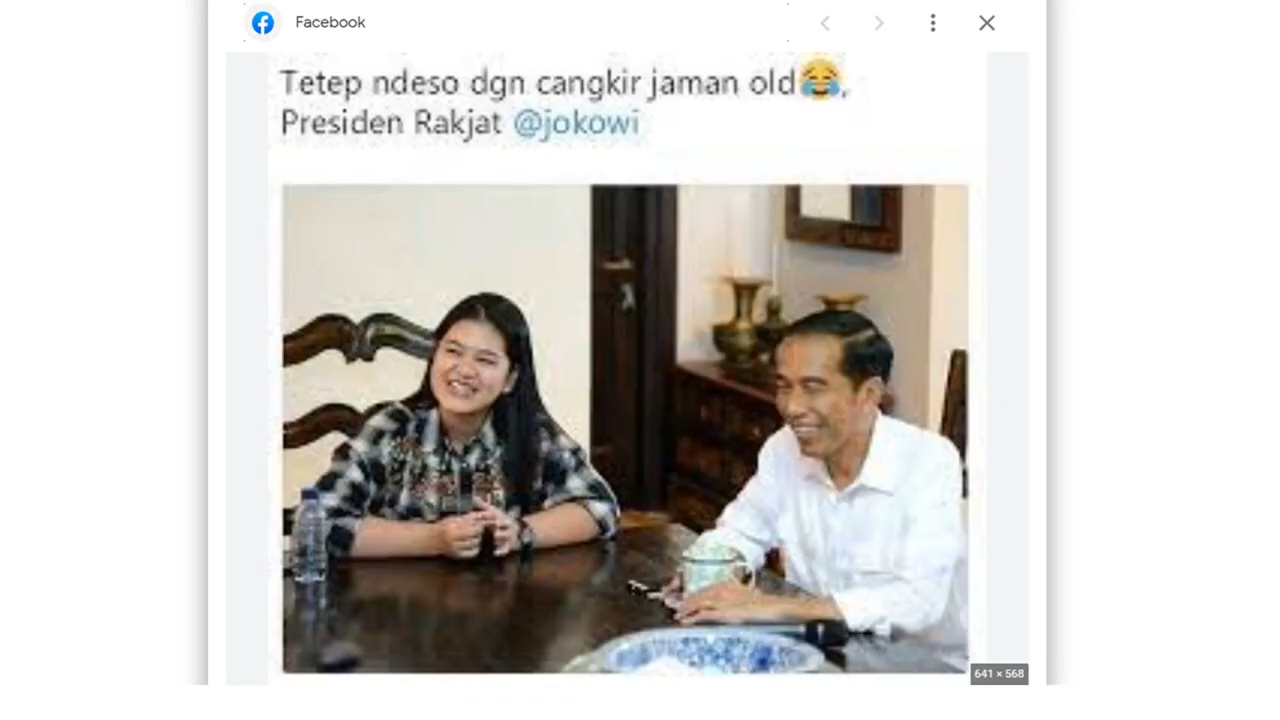 Facebook
Tetep ndeso dgn cangkir jaman old😂,
Presiden Rakjat @jokowi
641 × 568